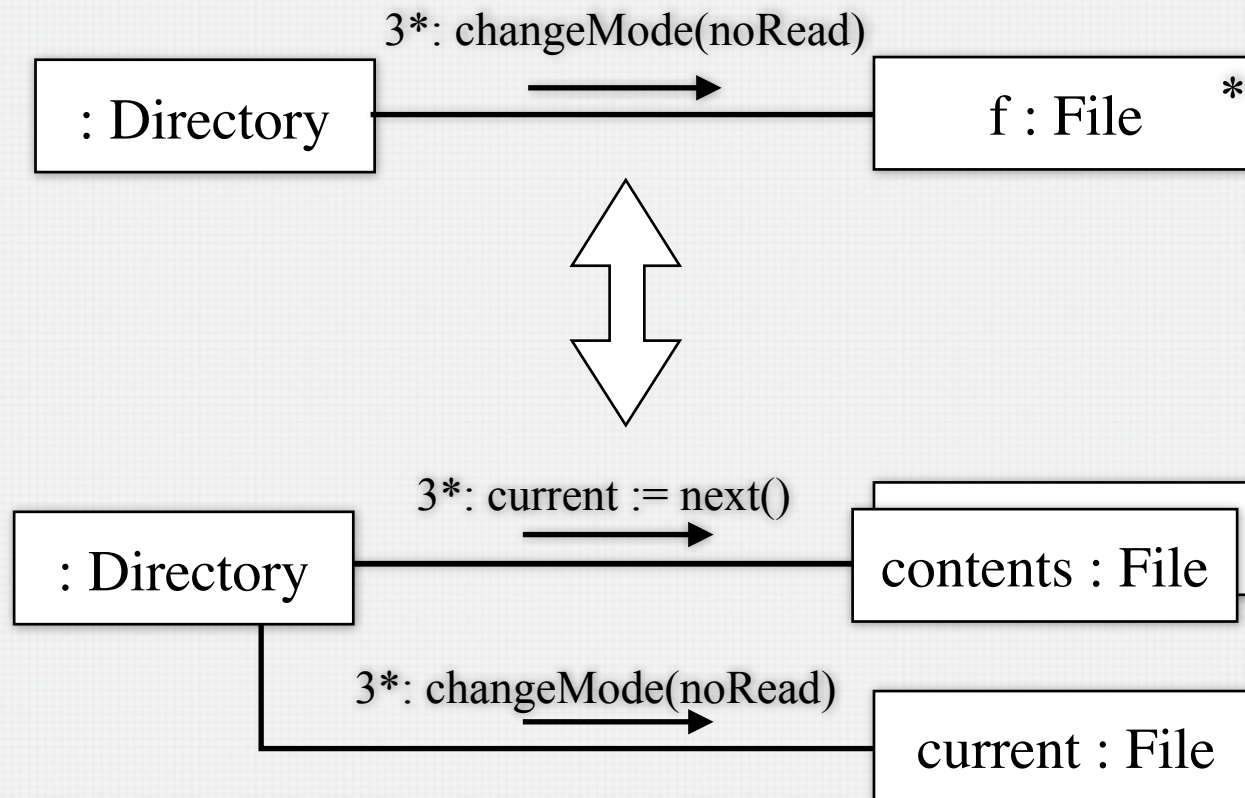 3*: changeMode(noRead)
: Directory
f : File
*
3*: current := next()
: Directory
contents : File
3*: changeMode(noRead)
current : File